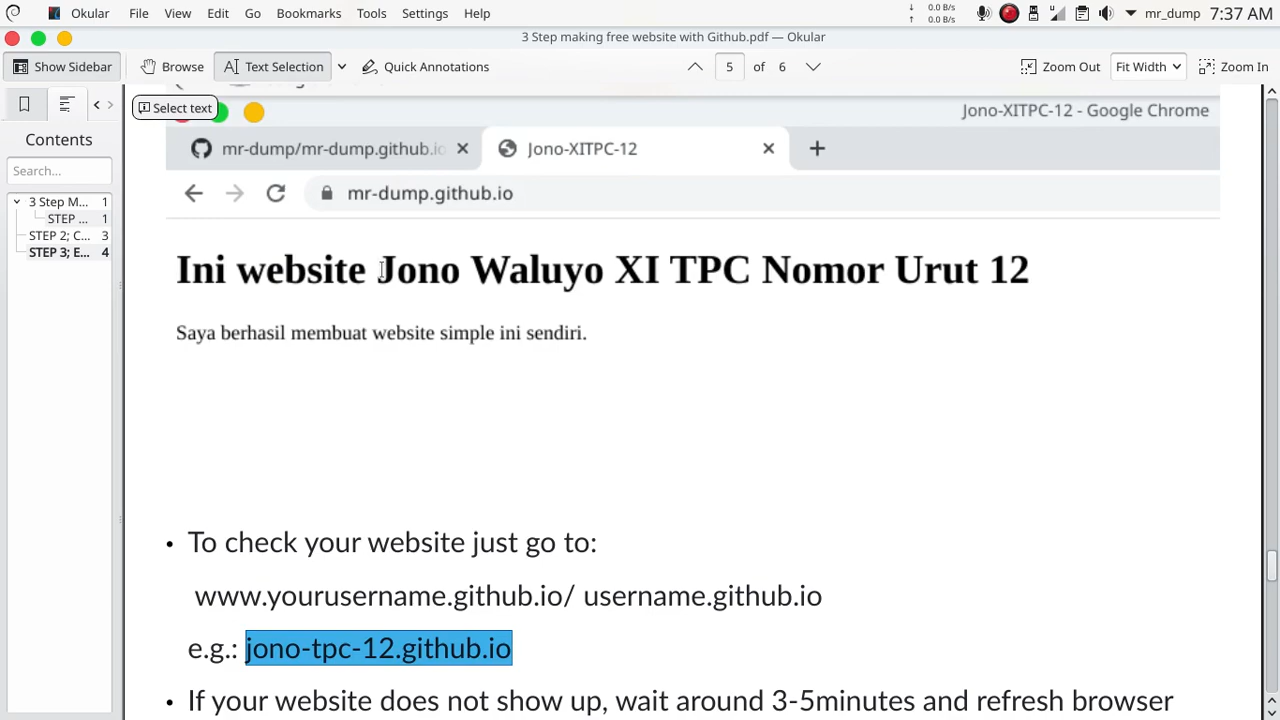 Okular File View Edit Go Bookmarks Tools Settings Help 0.0 B/s 0.0 B/s mr_dump 7:37 AM
3 Step making free website with Github.pdf — Okular
Show Sidebar Browse Text Selection Quick Annotations 5 of 6 Zoom Out Fit Width Zoom In
Select text
Contents
Search...
3 Step M... 1
STEP ... 1
STEP 2; C... 3
STEP 3; E... 4
Jono-XITPC-12 - Google Chrome
mr-dump/mr-dump.github.io Jono-XITPC-12
mr-dump.github.io
Ini website Jono Waluyo XI TPC Nomor Urut 12
Saya berhasil membuat website simple ini sendiri.
• To check your website just go to:
www.yourusername.github.io/ username.github.io
e.g.: jono-tpc-12.github.io
• If your website does not show up, wait around 3-5minutes and refresh browser